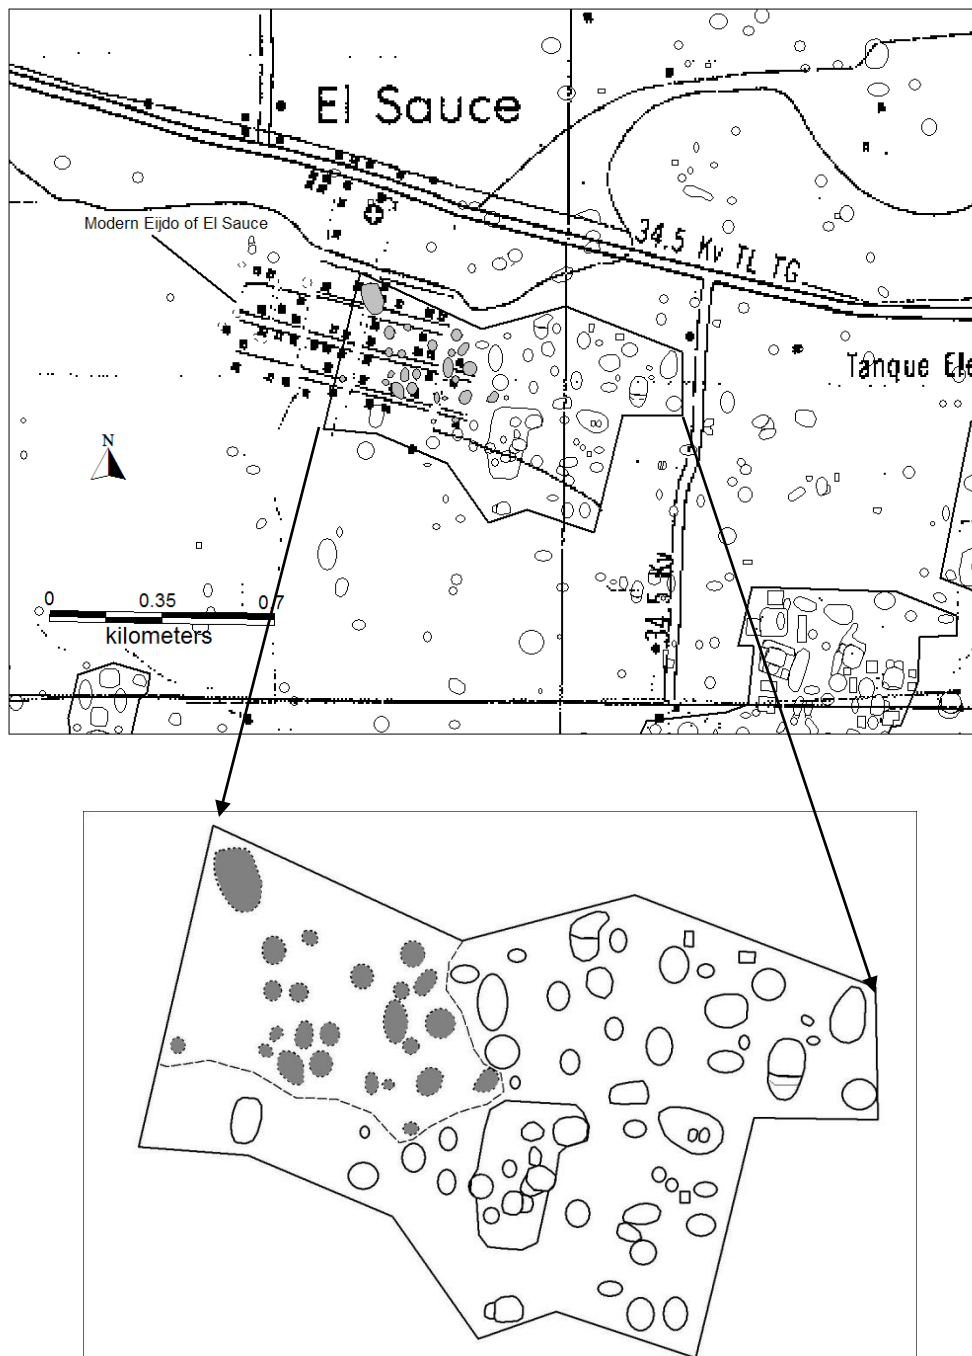 El Sauce
Modern Eijdo of El Sauce
34.5 Kv TL TG
Tanque Ele
N
34.5 Kv
0 0.35 0.7
kilometers